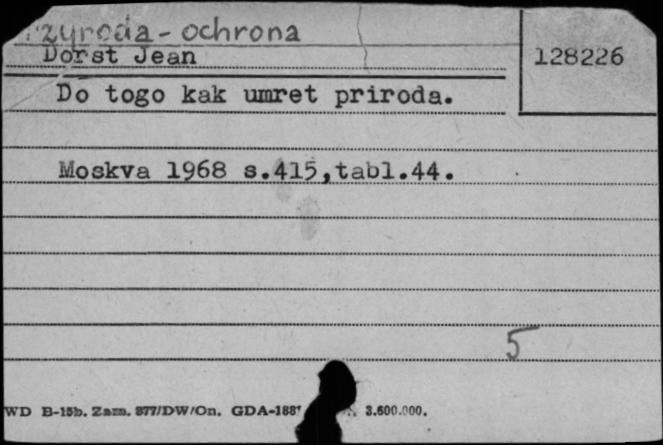 Przyroda - ochrona
Dorst Jean
128226
Do togo kak umret priroda.
Moskva 1968 s.415,tabl.44.
5
WD B-15b. Zam. 877/DW/On. GDA-188 3.600.000.